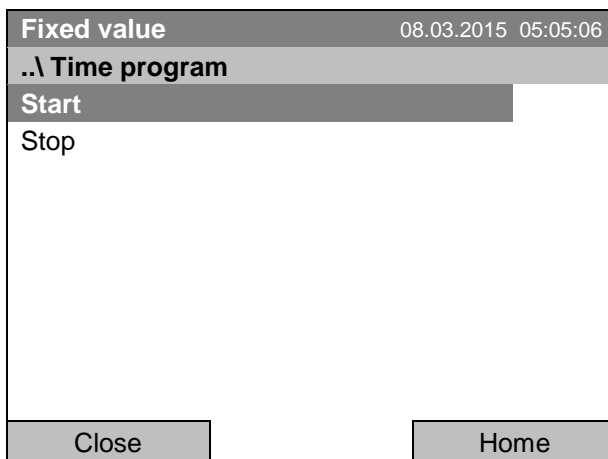 Fixed value 08.03.2015 05:05:06
..\ Time program
Start
Stop
Close Home